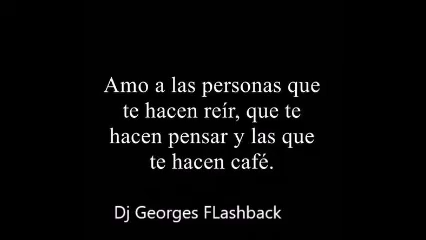 Amo a las personas que
te hacen reír, que te
hacen pensar y las que
te hacen café.
Dj Georges FLashback